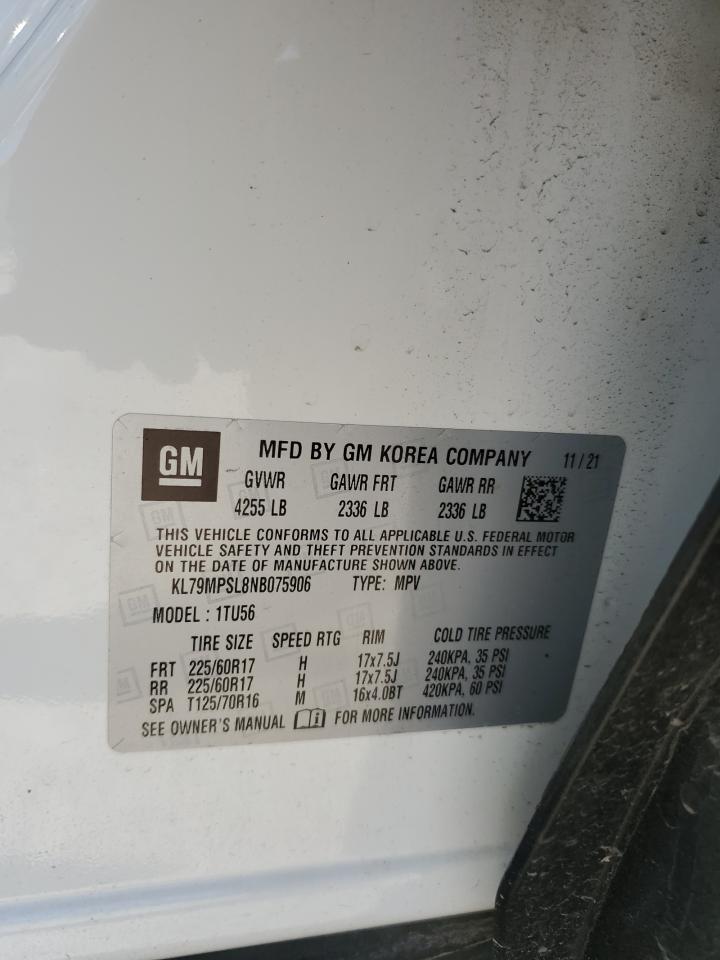 GM MFD BY GM KOREA COMPANY 11/21
GVWR GAWR FRT GAWR RR
4255 LB 2336 LB 2336 LB
THIS VEHICLE CONFORMS TO ALL APPLICABLE U.S. FEDERAL MOTOR
VEHICLE SAFETY AND THEFT PREVENTION STANDARDS IN EFFECT
ON THE DATE OF MANUFACTURE SHOWN ABOVE.
KL79MPSL8NB075906 TYPE: MPV
MODEL : 1TU56
TIRE SIZE SPEED RTG RIM COLD TIRE PRESSURE
FRT 225/60R17 H 17x7.5J 240KPA, 35 PSI
RR 225/60R17 H 17x7.5J 240KPA, 35 PSI
SPA T125/70R16 M 16x4.0BT 420KPA, 60 PSI
SEE OWNER'S MANUAL FOR MORE INFORMATION.